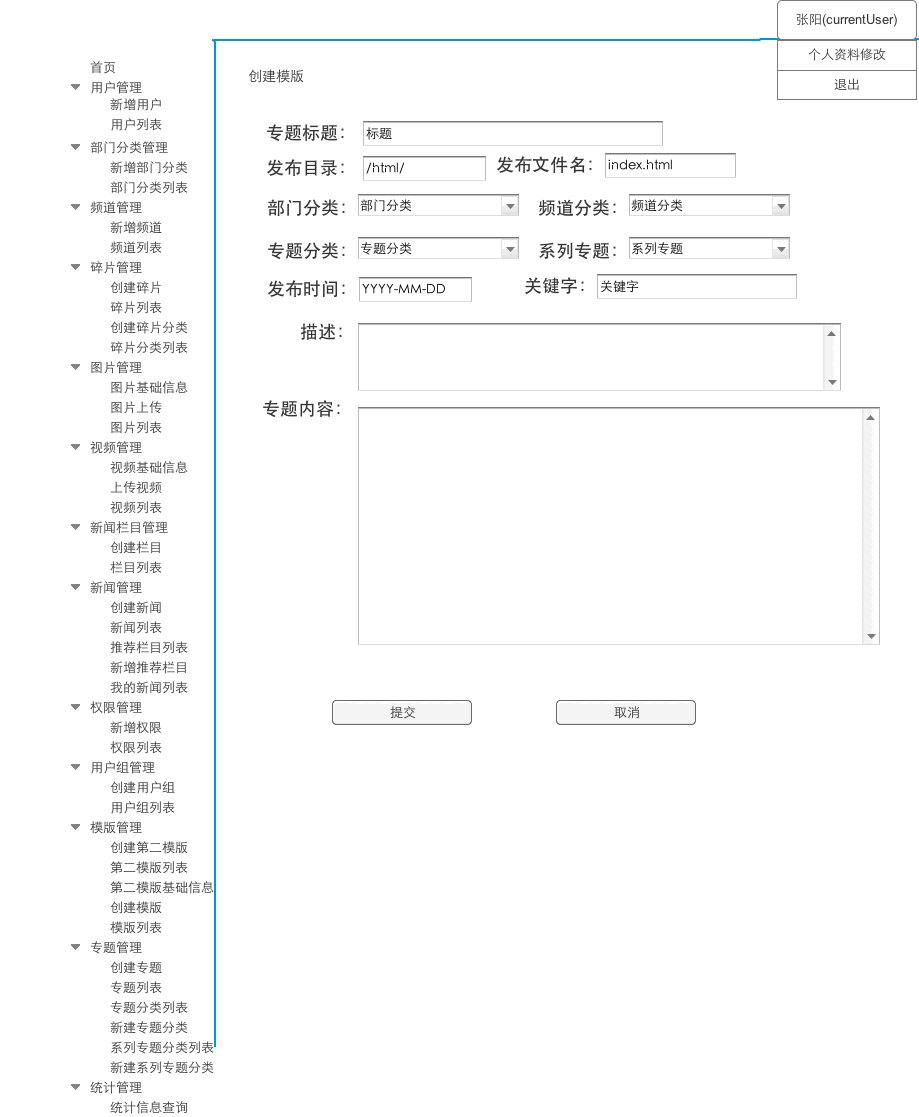 张阳(currentUser)
个人资料修改
退出
首页
用户管理
新增用户
用户列表
部门分类管理
新增部门分类
部门分类列表
频道管理
新增频道
频道列表
碎片管理
创建碎片
碎片列表
创建碎片分类
碎片分类列表
图片管理
图片基础信息
图片上传
图片列表
视频管理
视频基础信息
上传视频
视频列表
新闻栏目管理
创建栏目
栏目列表
新闻管理
创建新闻
新闻列表
推荐栏目列表
新增推荐栏目
我的新闻列表
权限管理
新增权限
权限列表
用户组管理
创建用户组
用户组列表
模版管理
创建第二模版
第二模版列表
第二模版基础信息
创建模版
模版列表
专题管理
创建专题
专题列表
专题分类列表
新建专题分类
系列专题分类列表
新建系列专题分类
统计管理
统计信息查询
创建模版
专题标题： 标题
发布目录： /html/ 发布文件名： index.html
部门分类： 部门分类 频道分类： 频道分类
专题分类： 专题分类 系列专题： 系列专题
发布时间： YYYY-MM-DD 关键字： 关键字
描述：
专题内容：
提交 取消